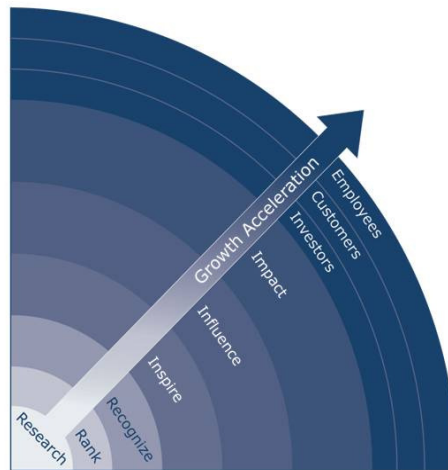 Growth Acceleration
Employees
Customers
Investors
Impact
Influence
Inspire
Recognize
Rank
Research